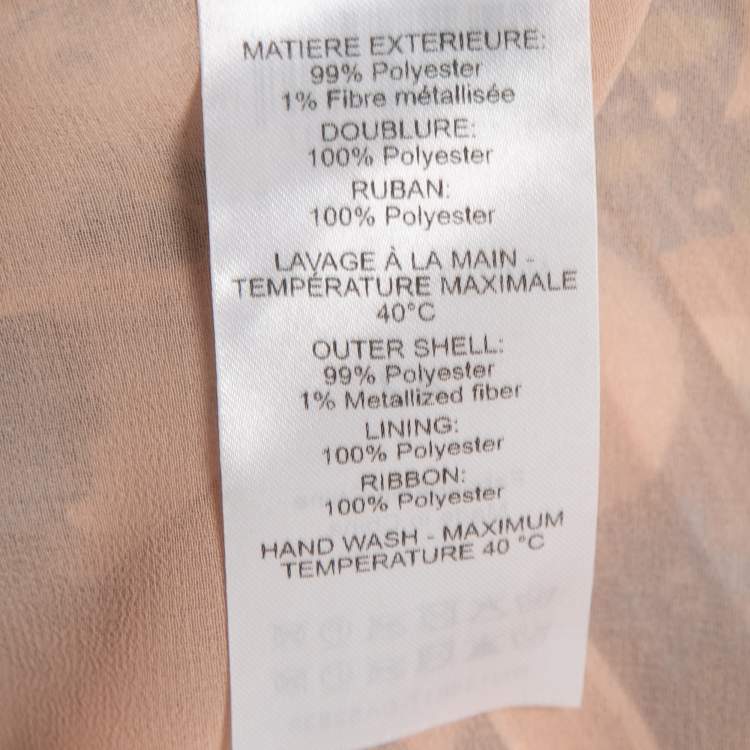 MATIERE EXTERIEURE:
99% Polyester
1% Fibre métallisée
DOUBLURE:
100% Polyester
RUBAN:
100% Polyester
LAVAGE À LA MAIN -
TEMPÉRATURE MAXIMALE
40°C
OUTER SHELL:
99% Polyester
1% Metallized fiber
LINING:
100% Polyester
RIBBON:
100% Polyester
HAND WASH - MAXIMUM
TEMPERATURE 40 °C